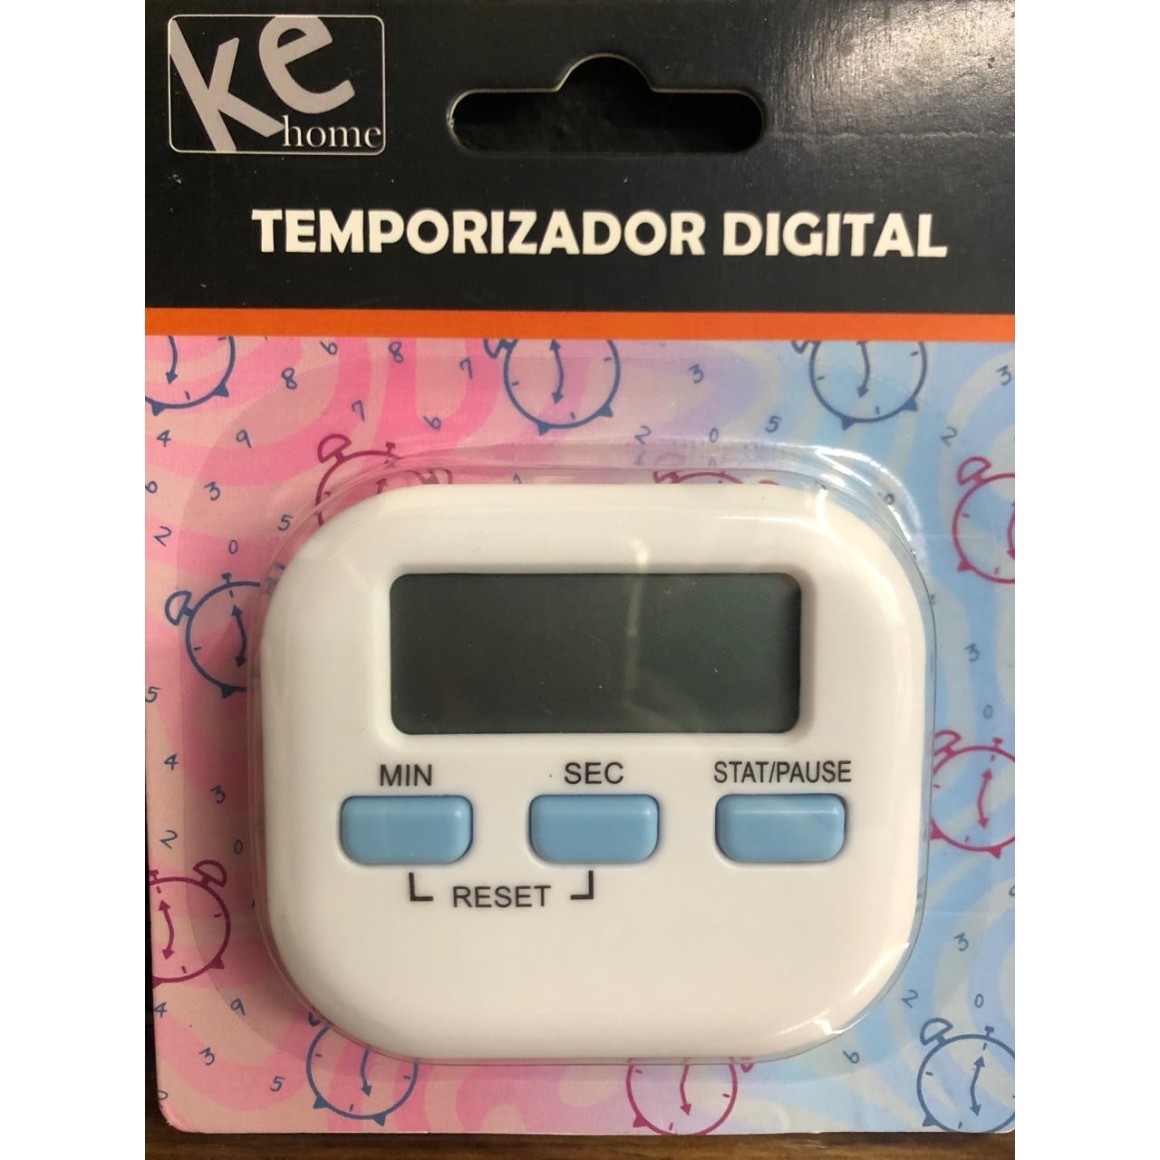 ke
home
TEMPORIZADOR DIGITAL
MIN SEC STAT/PAUSE
RESET